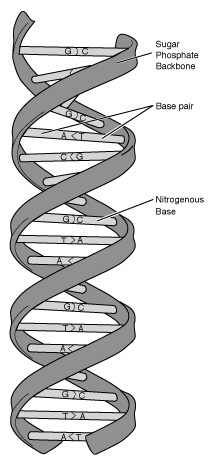 G C
Sugar
Phosphate
Backbone
G C
Base pair
A T
C G
Nitrogenous
Base
G C
T A
A
G C
T A
A
G C
T A
A T